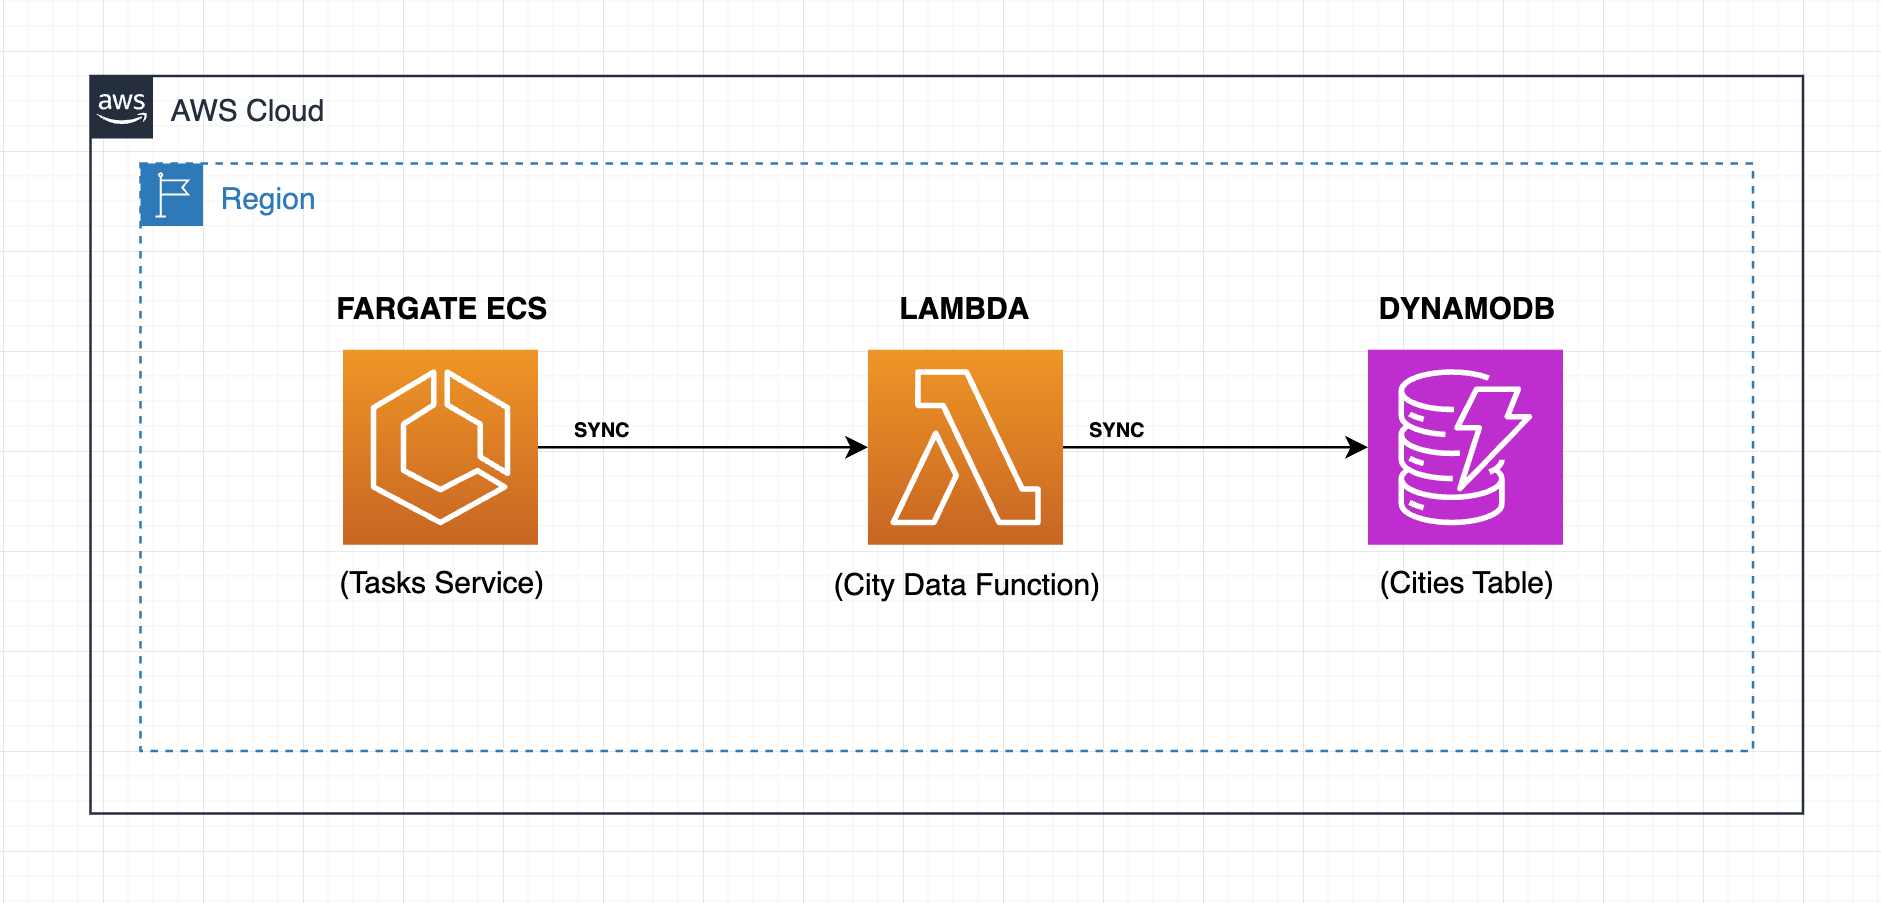 aws
AWS Cloud
Region
FARGATE ECS
LAMBDA
DYNAMODB
SYNC
SYNC
(Tasks Service)
(City Data Function)
(Cities Table)